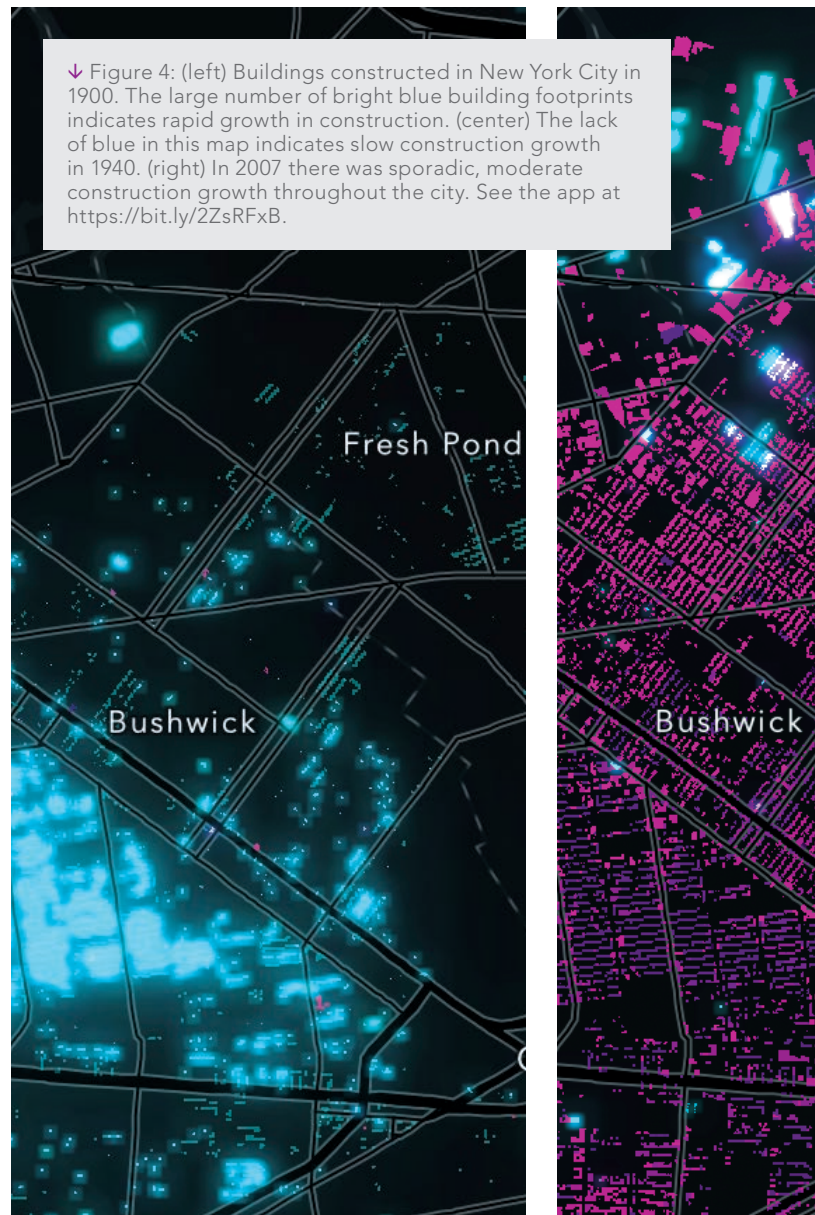 ↓ Figure 4: (left) Buildings constructed in New York City in
1900. The large number of bright blue building footprints
indicates rapid growth in construction. (center) The lack
of blue in this map indicates slow construction growth
in 1940. (right) In 2007 there was sporadic, moderate
construction growth throughout the city. See the app at
https://bit.ly/2ZsRFxB.
Fresh Pond
Bushwick
Bushwick